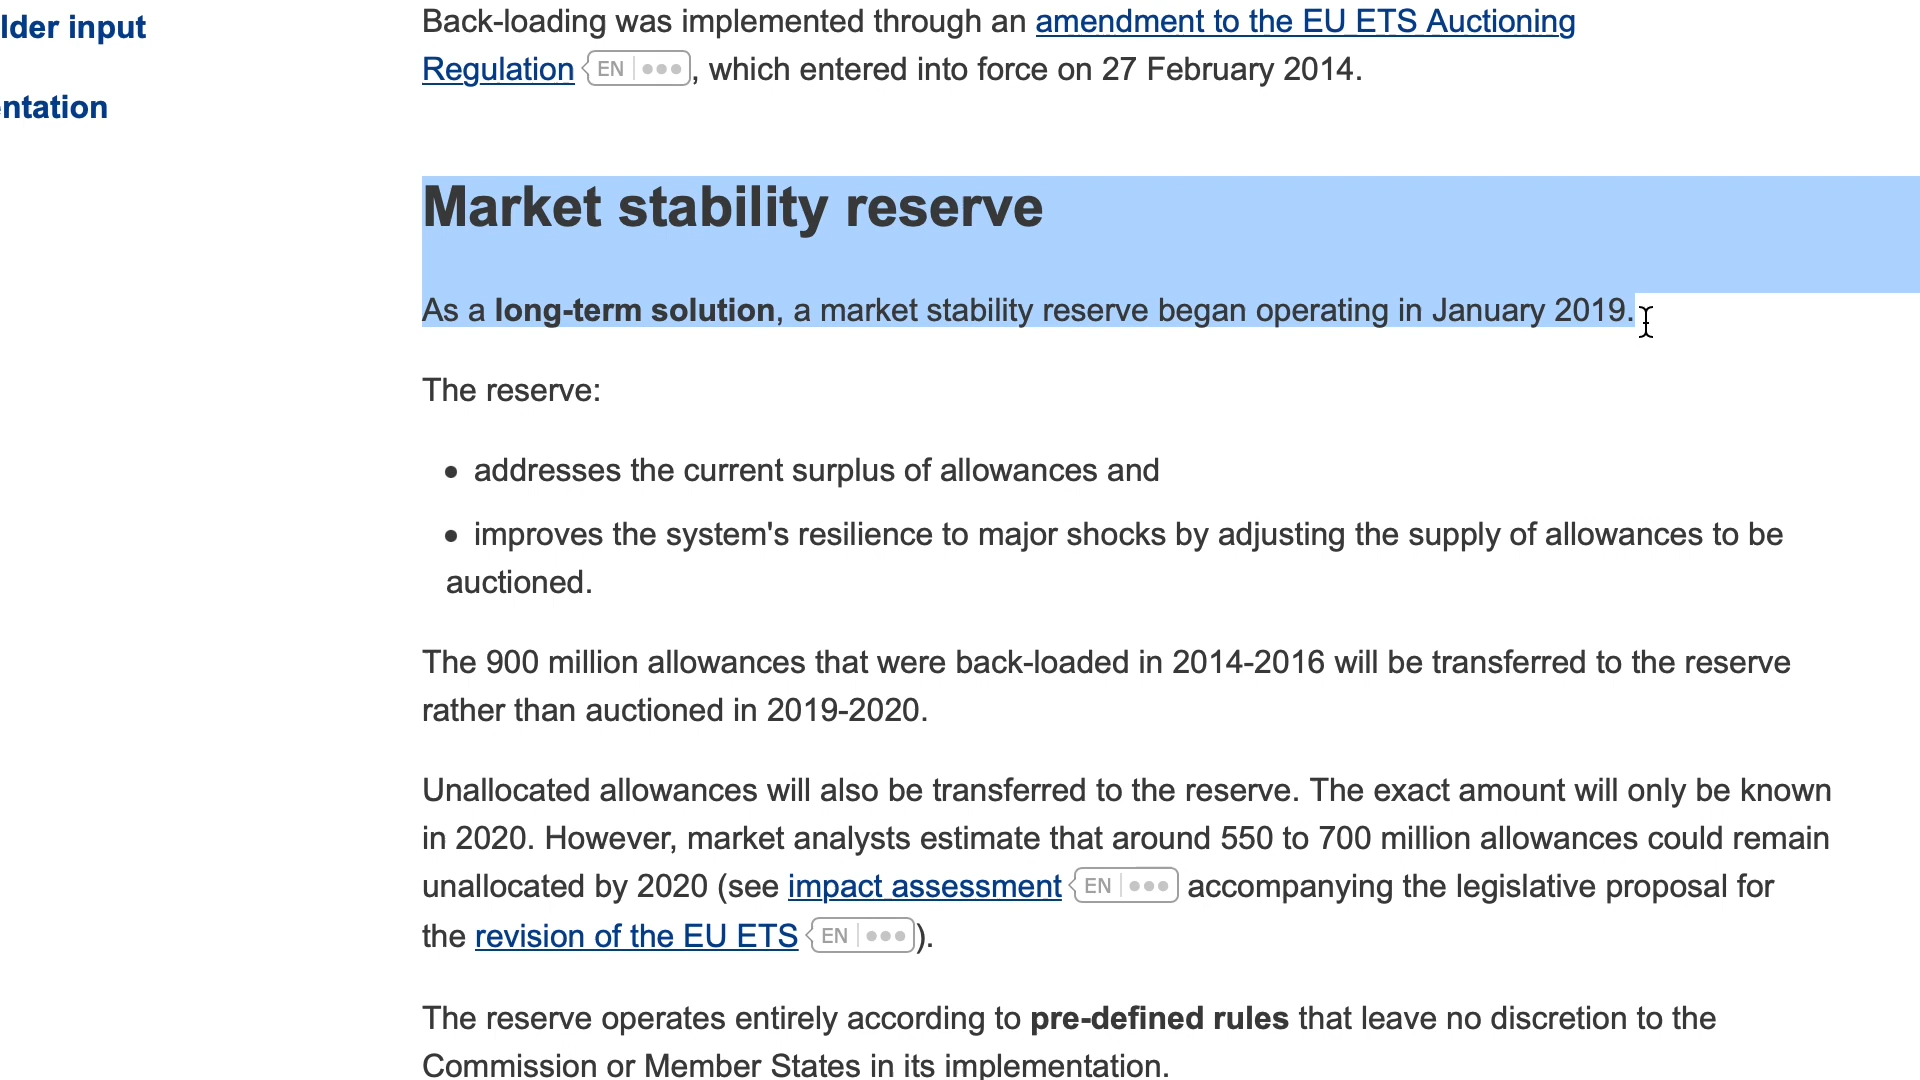 lder input
entation
Back-loading was implemented through an amendment to the EU ETS Auctioning
Regulation EN , which entered into force on 27 February 2014.
Market stability reserve
As a long-term solution, a market stability reserve began operating in January 2019.
The reserve:
• addresses the current surplus of allowances and
• improves the system's resilience to major shocks by adjusting the supply of allowances to be
auctioned.
The 900 million allowances that were back-loaded in 2014-2016 will be transferred to the reserve
rather than auctioned in 2019-2020.
Unallocated allowances will also be transferred to the reserve. The exact amount will only be known
in 2020. However, market analysts estimate that around 550 to 700 million allowances could remain
unallocated by 2020 (see impact assessment EN ••• accompanying the legislative proposal for
the revision of the EU ETS EN •••).
The reserve operates entirely according to pre-defined rules that leave no discretion to the
Commission or Member States in its implementation.